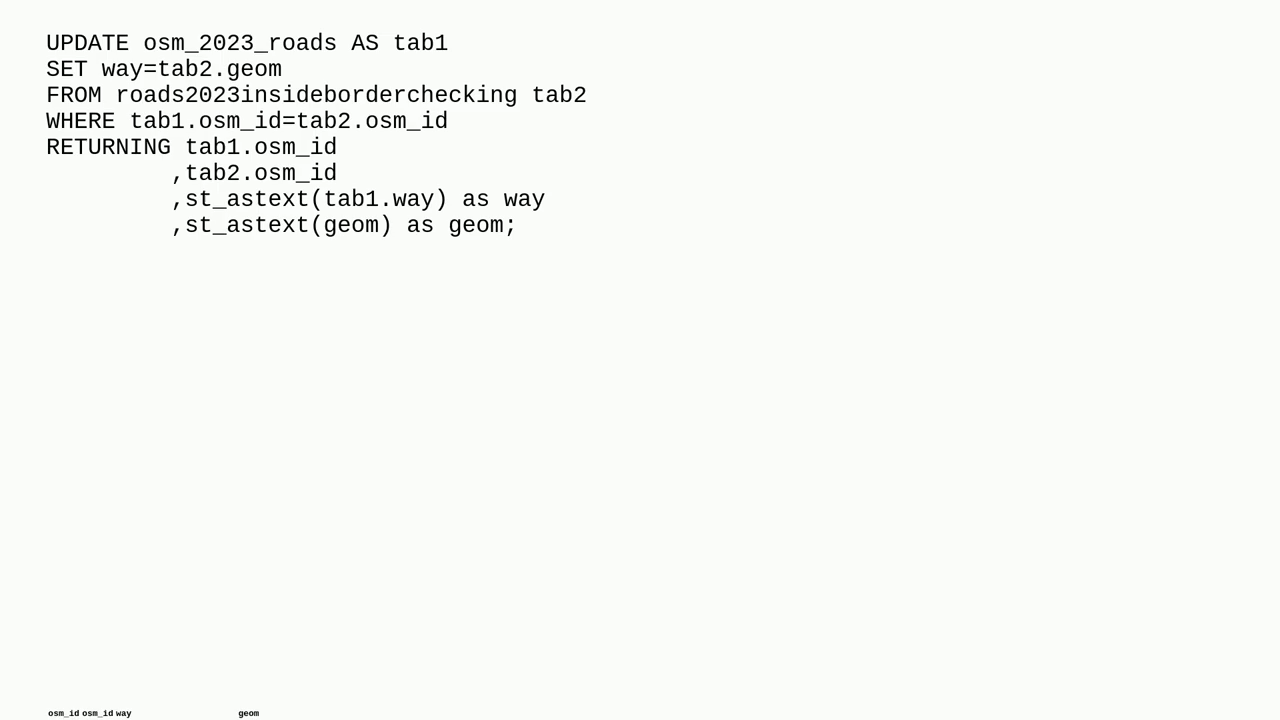 UPDATE osm_2023_roads AS tab1
SET way=tab2.geom
FROM roads2023insideborderchecking tab2
WHERE tab1.osm_id=tab2.osm_id
RETURNING tab1.osm_id
         ,tab2.osm_id
         ,st_astext(tab1.way) as way
         ,st_astext(geom) as geom;
osm_id osm_id way geom